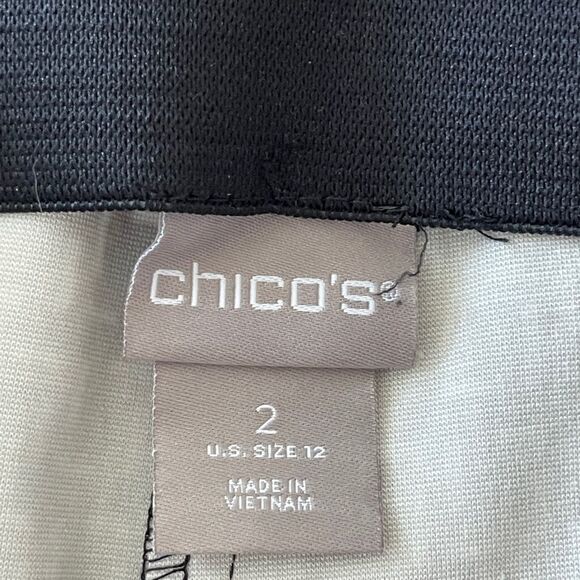 chico's®
2
U.S. SIZE 12
MADE IN
VIETNAM